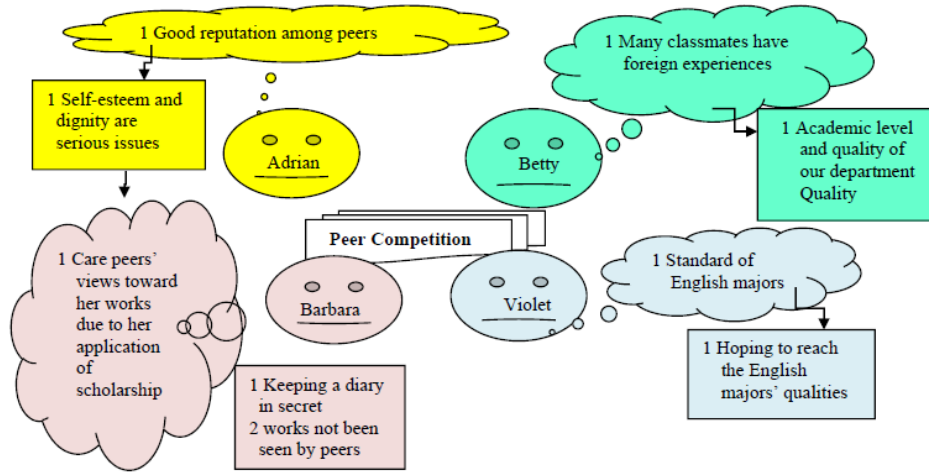 1 Good reputation among peers
1 Self-esteem and
dignity are
serious issues
Adrian
1 Many classmates have
foreign experiences
Betty
1 Academic level
and quality of
our department
Quality
Peer Competition
1 Care peers’
views toward
her works
due to her
application
of
scholarship
Barbara
1 Keeping a diary
in secret
2 works not been
seen by peers
Violet
1 Standard of
English majors
1 Hoping to reach
the English
majors’ qualities